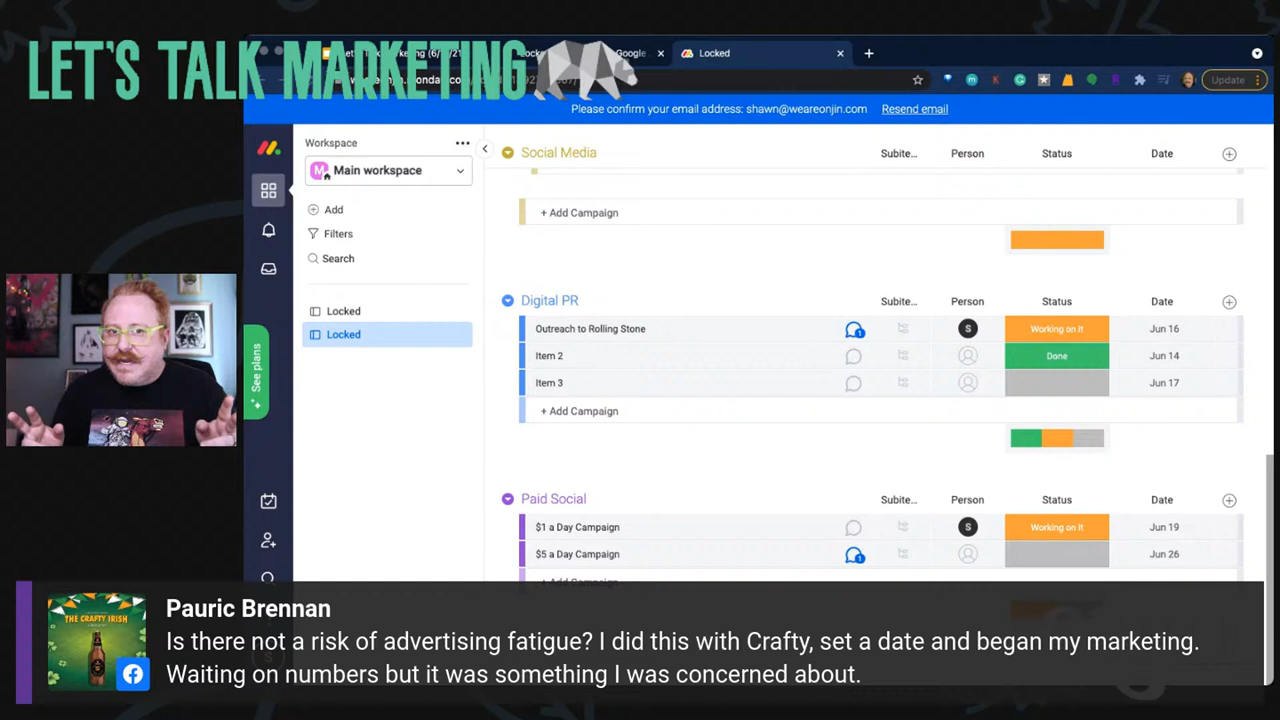 LET'S TALK MARKETING
Google
Locked
Update
Please confirm your email address: shawn@weareonjin.com Resend email
Workspace
M Main workspace
Add
Filters
Search
Locked
Locked
See plans
Social Media Subite... Person Status Date
+ Add Campaign
Digital PR Subite... Person Status Date
Outreach to Rolling Stone 1 S Working on it Jun 16
Item 2 Done Jun 14
Item 3 Jun 17
+ Add Campaign
Paid Social Subite... Person Status Date
$1 a Day Campaign S Working on it Jun 19
$5 a Day Campaign 1 Jun 26
+ Add Campaign
THE CRAFTY IRISH
Pauric Brennan
Is there not a risk of advertising fatigue? I did this with Crafty, set a date and began my marketing.
Waiting on numbers but it was something I was concerned about.